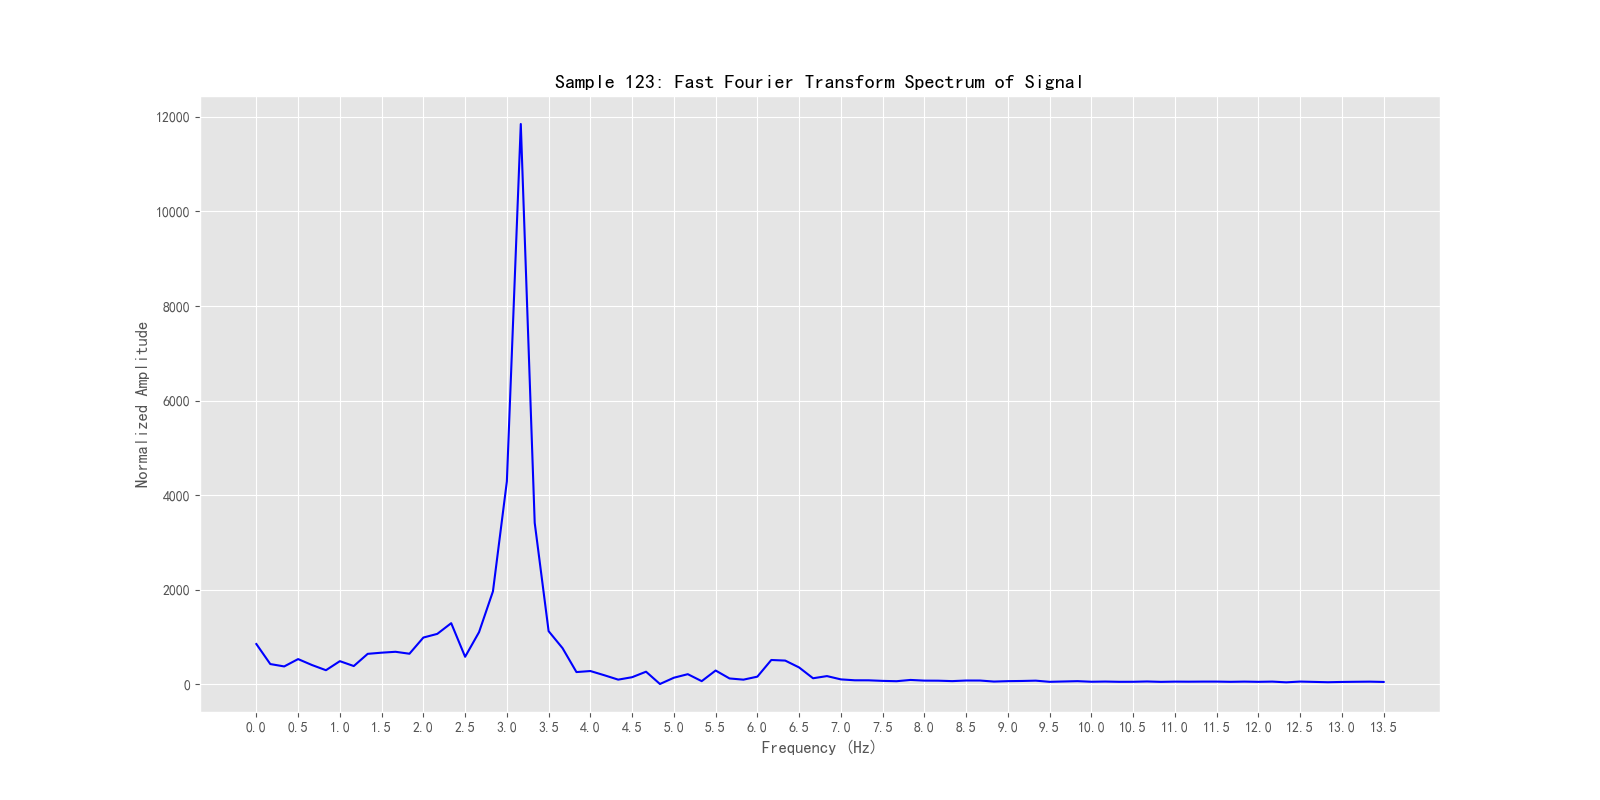 Sample 123: Fast Fourier Transform Spectrum of Signal
12000
10000
8000
6000
4000
2000
0
Normalized Amplitude
0.0 0.5 1.0 1.5 2.0 2.5 3.0 3.5 4.0 4.5 5.0 5.5 6.0 6.5 7.0 7.5 8.0 8.5 9.0 9.5 10.0 10.5 11.0 11.5 12.0 12.5 13.0 13.5
Frequency (Hz)